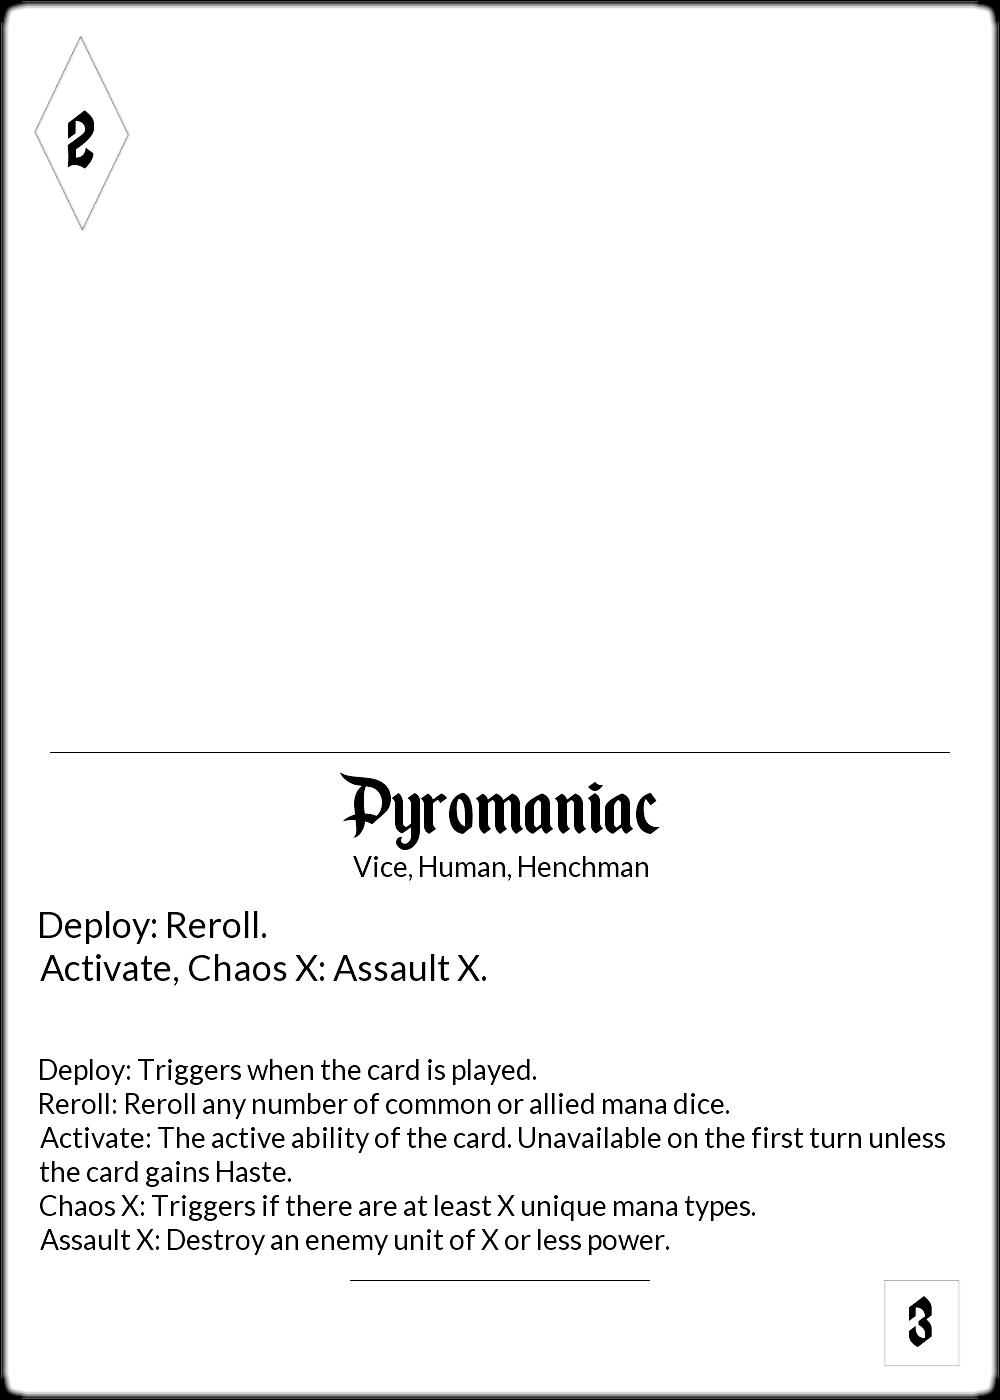 2
Pyromaniac
Vice, Human, Henchman
Deploy: Reroll.
Activate, Chaos X: Assault X.
Deploy: Triggers when the card is played.
Reroll: Reroll any number of common or allied mana dice.
Activate: The active ability of the card. Unavailable on the first turn unless
the card gains Haste.
Chaos X: Triggers if there are at least X unique mana types.
Assault X: Destroy an enemy unit of X or less power.
3